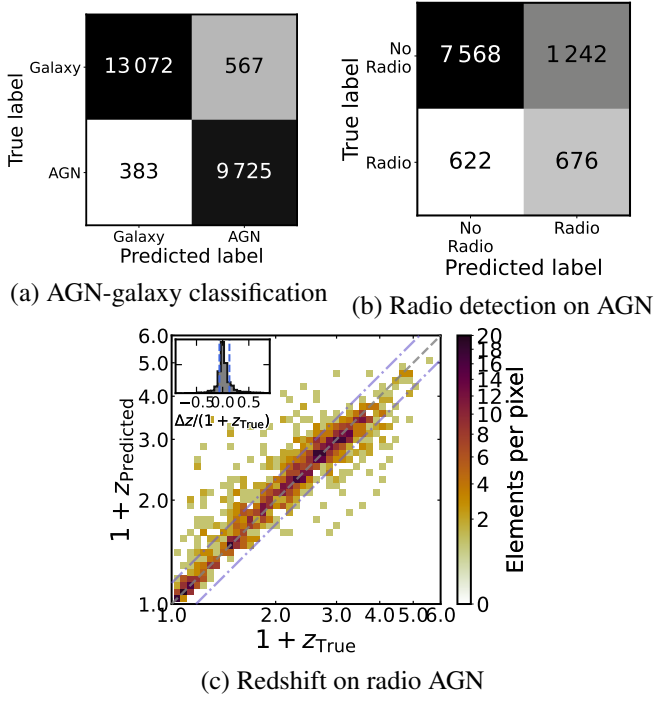 True label
Galaxy
13 072
567
AGN
383
9 725
Galaxy
AGN
Predicted label
(a) AGN-galaxy classification
True label
No
Radio
7 568
1 242
Radio
622
676
No
Radio
Radio
Predicted label
(b) Radio detection on AGN
1 + zPredicted
6.0
5.0
4.0
3.0
2.0
1.0
−0.5 0.0 0.5
Δz/(1 + zTrue)
1.0 2.0 3.0 4.0 5.0 6.0
1 + zTrue
20
18
16
14
12
10
8
6
4
2
0
Elements per pixel
(c) Redshift on radio AGN